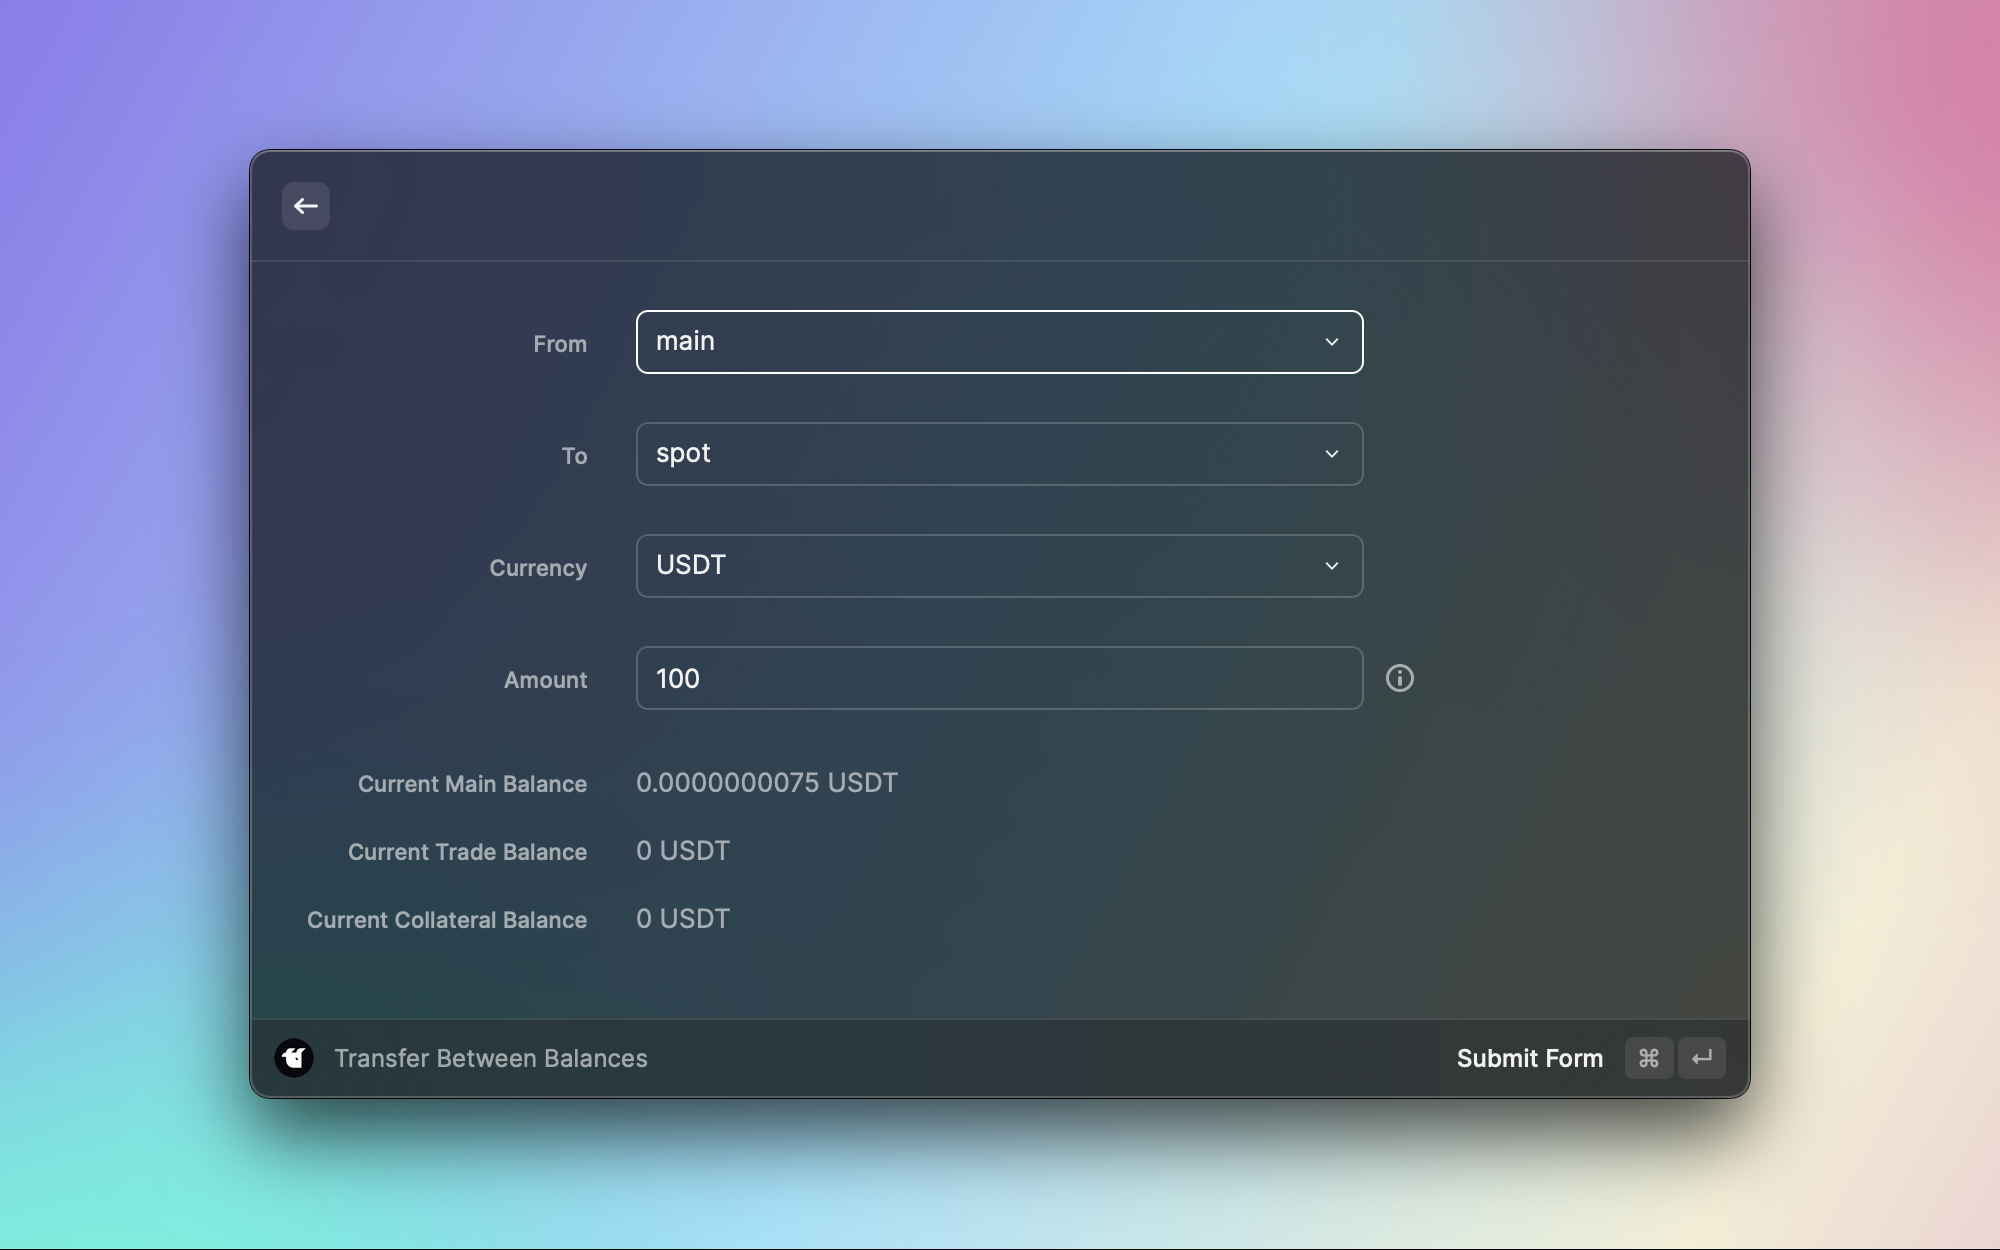 From
main
To
spot
Currency
USDT
Amount
100
Current Main Balance
0.0000000075 USDT
Current Trade Balance
0 USDT
Current Collateral Balance
0 USDT
Transfer Between Balances
Submit Form ⌘ ↵